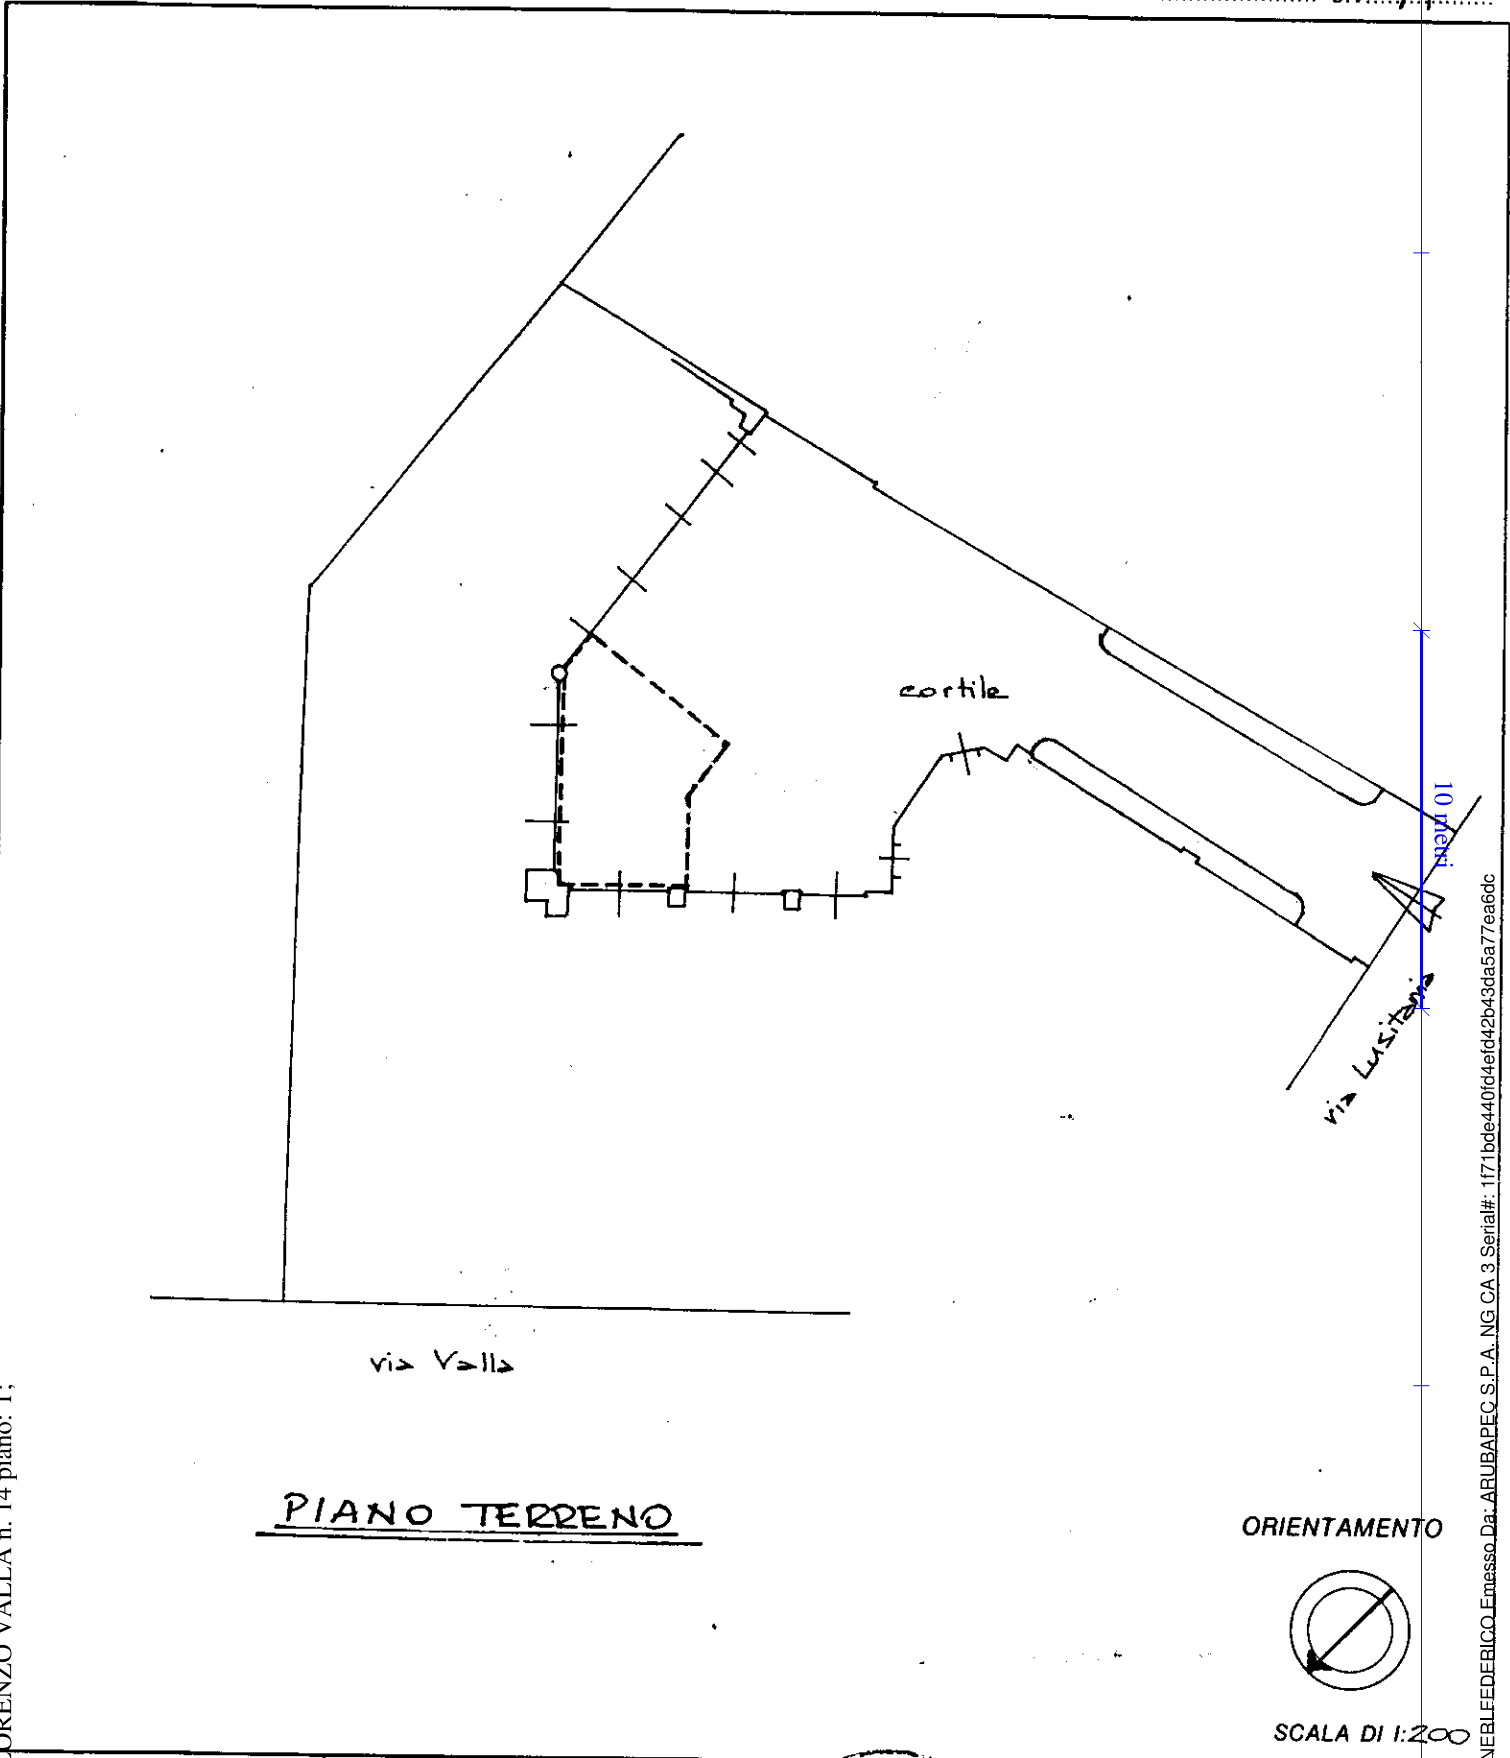 cortile
10 metri
via Lusitania
via Valla
PIANO TERRENO
ORIENTAMENTO
SCALA DI 1:200
ORENZO VALLA n. 14 piano: T;
NERI FEDERICO Emesso Da: ARUBAPEC S.P.A. NG CA 3 Serial#: 1f71bde440fd4efd42b43da5a77ea6dc